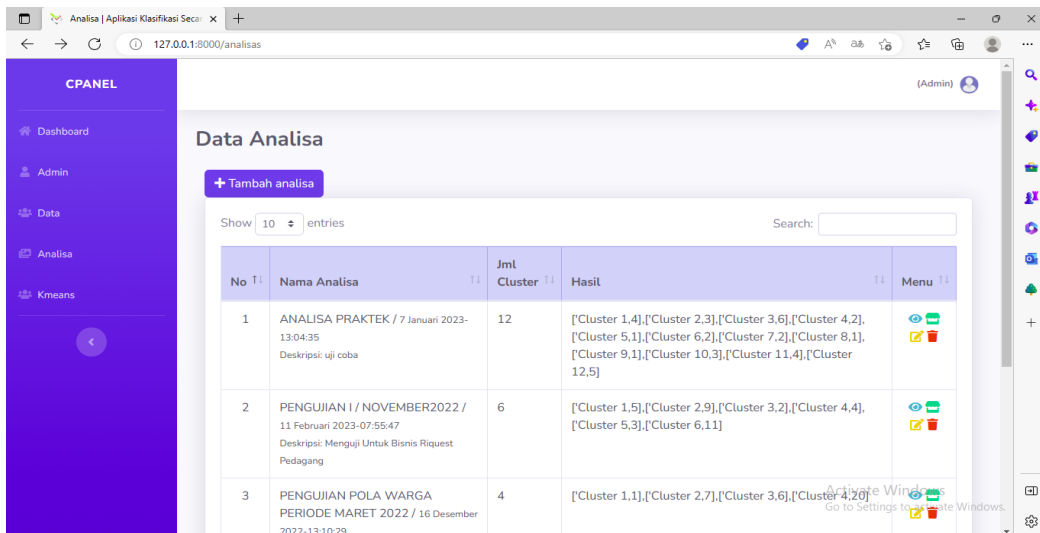 Analisa | Aplikasi Klasifikasi Secar
127.0.0.1:8000/analisas
CPANEL
(Admin)
Dashboard
Admin
Data
Analisa
Kmeans
Data Analisa
Tambah analisa
Show 10 entries
Search:
No Nama Analisa Jml Cluster Hasil Menu
1
ANALISA PRAKTEK / 7 Januari 2023-
13:04:35
Deskripsi: uji coba
12
['Cluster 1,4],['Cluster 2,3],['Cluster 3,6],['Cluster 4,2],
['Cluster 5,1],['Cluster 6,2],['Cluster 7,2],['Cluster 8,1],
['Cluster 9,1],['Cluster 10,3],['Cluster 11,4],['Cluster
12,5]
2
PENGUJIAN I / NOVEMBER2022 /
11 Februari 2023-07:55:47
Deskripsi: Menguji Untuk Bisnis Riquest
Pedagang
6
['Cluster 1,5],['Cluster 2,9],['Cluster 3,2],['Cluster 4,4],
['Cluster 5,3],['Cluster 6,11]
3
PENGUJIAN POLA WARGA
PERIODE MARET 2022 / 16 Desember
2022-13:10:29
4
['Cluster 1,1],['Cluster 2,7],['Cluster 3,6],['Cluster 4,20]
Activate Windows
Go to Settings to activate Windows.